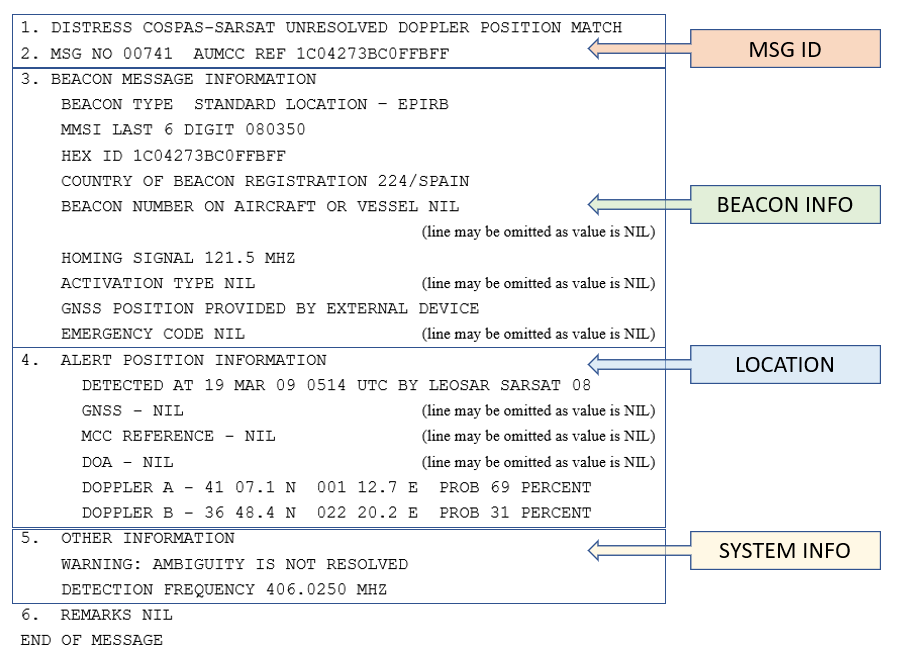 1. DISTRESS COSPAS-SARSAT UNRESOLVED DOPPLER POSITION MATCH
2. MSG NO 00741 AUMCC REF 1C04273BC0FFBFF
MSG ID
3. BEACON MESSAGE INFORMATION
BEACON TYPE STANDARD LOCATION – EPIRB
MMSI LAST 6 DIGIT 080350
HEX ID 1C04273BC0FFBFF
COUNTRY OF BEACON REGISTRATION 224/SPAIN
BEACON NUMBER ON AIRCRAFT OR VESSEL NIL
(line may be omitted as value is NIL)
BEACON INFO
HOMING SIGNAL 121.5 MHZ
ACTIVATION TYPE NIL (line may be omitted as value is NIL)
GNSS POSITION PROVIDED BY EXTERNAL DEVICE
EMERGENCY CODE NIL (line may be omitted as value is NIL)
4. ALERT POSITION INFORMATION
LOCATION
DETECTED AT 19 MAR 09 0514 UTC BY LEOSAR SARSAT 08
GNSS – NIL (line may be omitted as value is NIL)
MCC REFERENCE – NIL (line may be omitted as value is NIL)
DOA – NIL (line may be omitted as value is NIL)
DOPPLER A – 41 07.1 N 001 12.7 E PROB 69 PERCENT
DOPPLER B – 36 48.4 N 022 20.2 E PROB 31 PERCENT
5. OTHER INFORMATION
SYSTEM INFO
WARNING: AMBIGUITY IS NOT RESOLVED
DETECTION FREQUENCY 406.0250 MHZ
6. REMARKS NIL
END OF MESSAGE